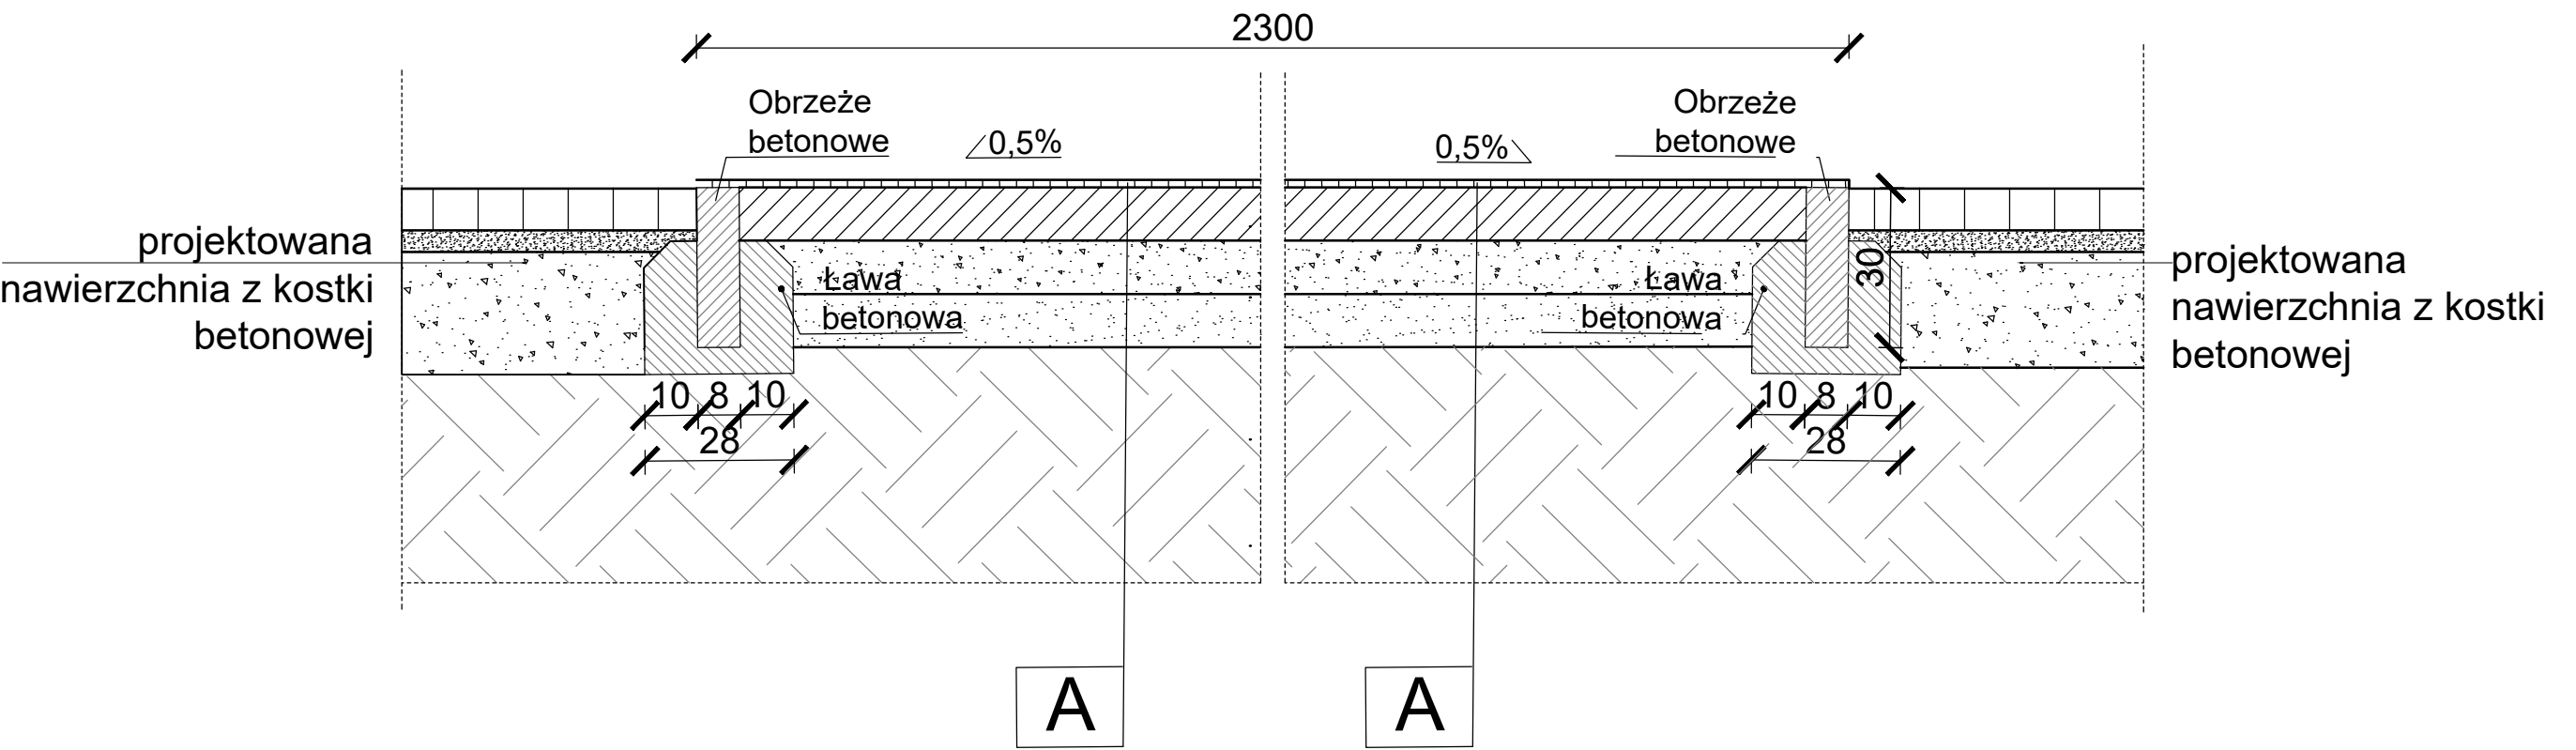 2300
Obrzeże
betonowe
0,5%
0,5%
Obrzeże
betonowe
projektowana
nawierzchnia z kostki
betonowej
Ława
betonowa
Ława
betonowa
30
projektowana
nawierzchnia z kostki
betonowej
10 8 10
28
10 8 10
28
A
A